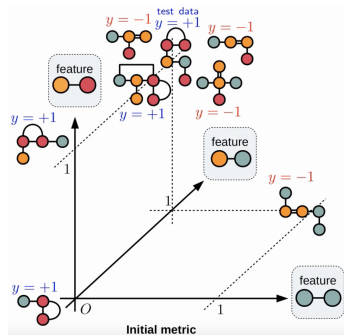 test data
y = −1
y = +1
y = −1
feature
y = +1
y = −1
y = +1
feature
1
y = −1
1
feature
y = +1
O
1
Initial metric